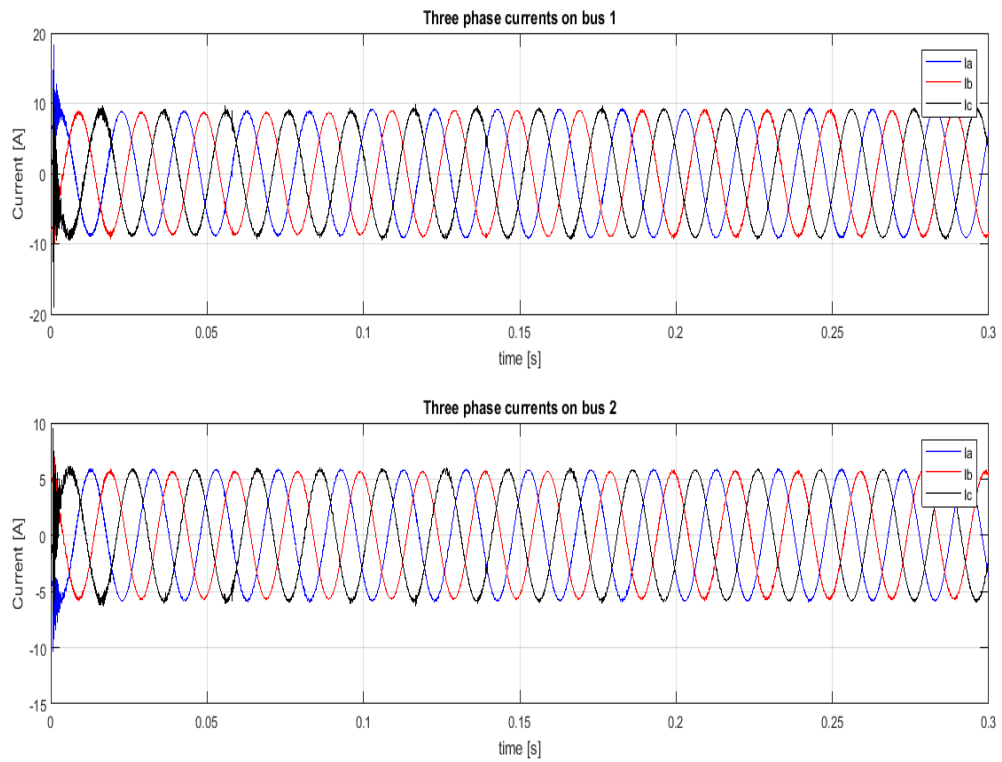 Three phase currents on bus 1
20
10
0
-10
-20
Current [A]
Ia
Ib
Ic
0
0.05
0.1
0.15
0.2
0.25
0.3
time [s]
Three phase currents on bus 2
10
5
0
-5
-10
-15
Current [A]
Ia
Ib
Ic
0
0.05
0.1
0.15
0.2
0.25
0.3
time [s]